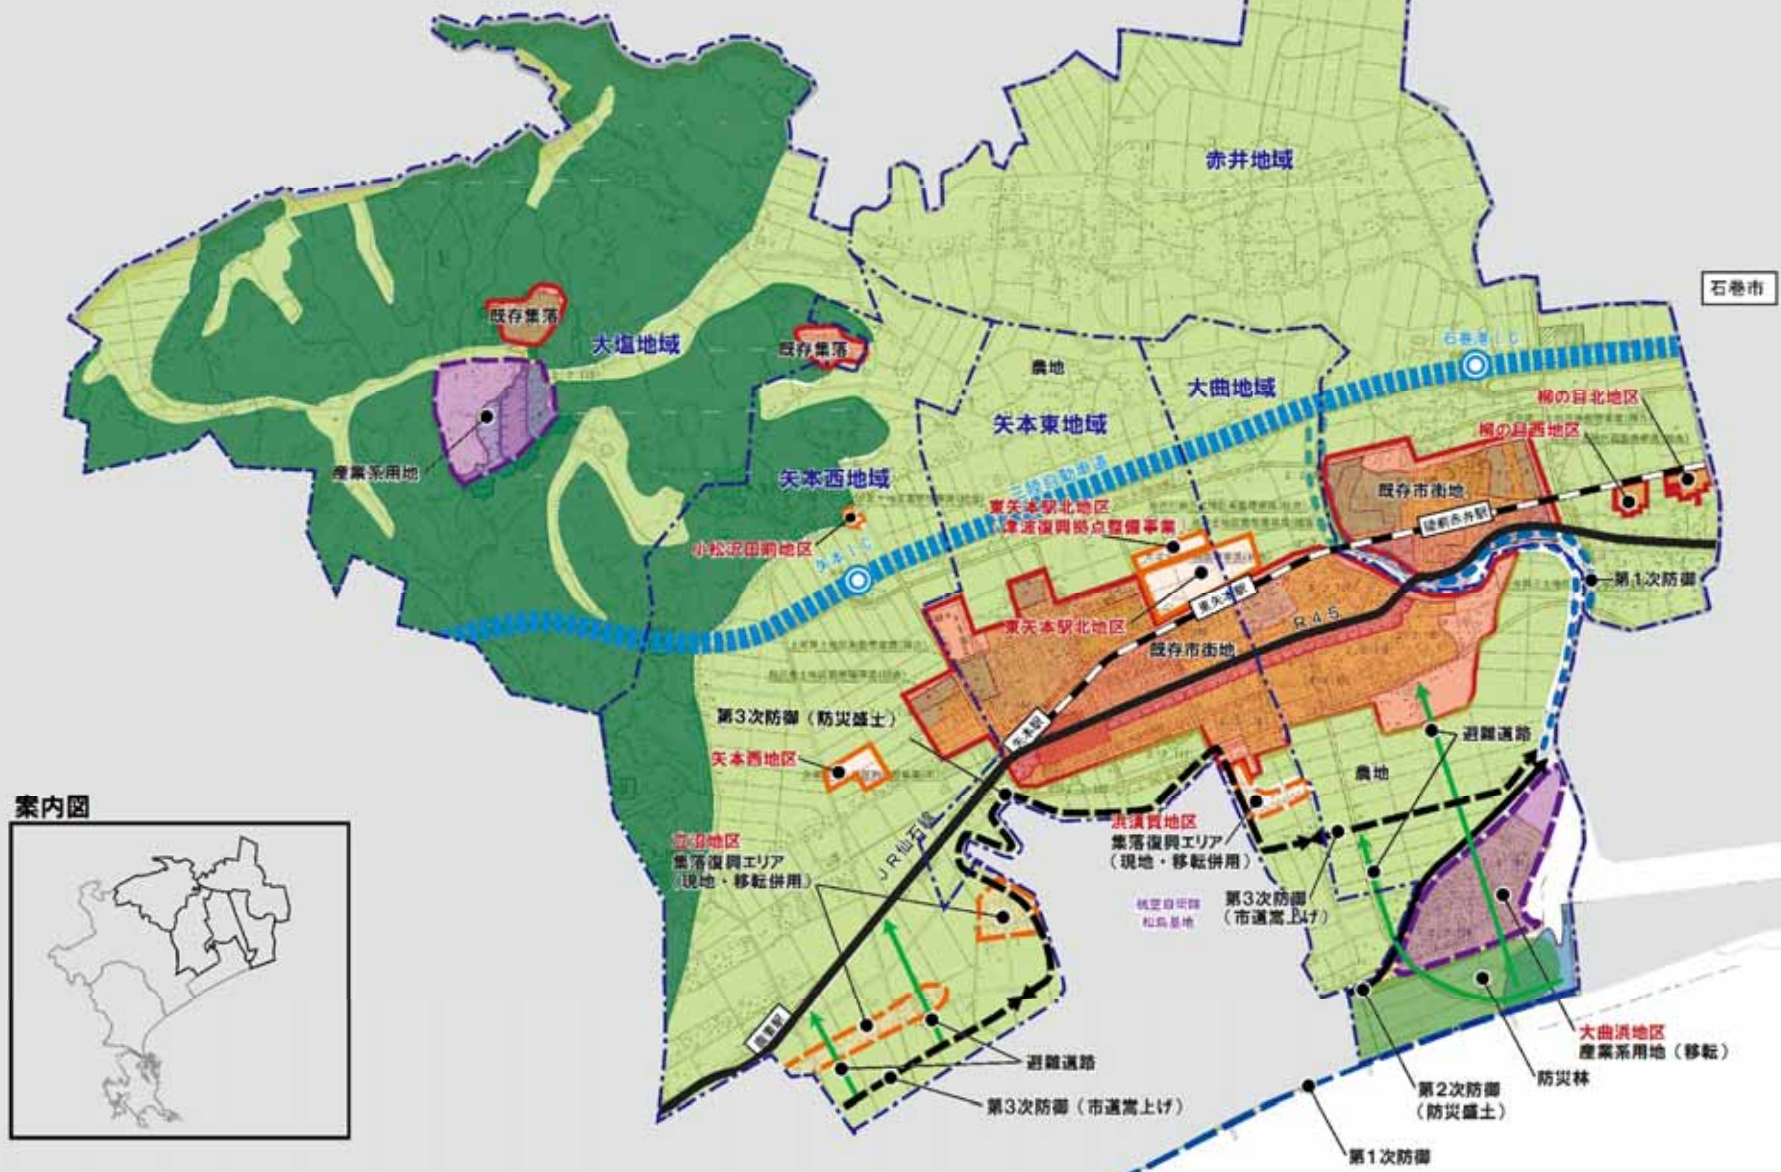 赤井地域
石巻市
石巻港IC
既存集落
大塩地域
既存集落
農地
大曲地域
柳の目北地区
矢本東地域
柳の目西地区
産業系用地
矢本西地域
三陸自動車道
既存市街地
東矢本駅北地区
津波復興拠点整備事業
陸前赤井駅
小松沢田前地区
矢本IC
第1次防御
東矢本駅
東矢本駅北地区
R45
既存市街地
第3次防御(防災盛土)
矢本駅
避難道路
矢本西地区
農地
案内図
JR仙石線
浜須賀地区
集落復興エリア
(現地・移転併用)
立沼地区
集落復興エリア
(現地・移転併用)
第3次防御
(市道嵩上げ)
航空自衛隊
松島基地
鹿妻駅
大曲浜地区
産業系用地(移転)
避難道路
防災林
第2次防御
(防災盛土)
第3次防御(市道嵩上げ)
第1次防御